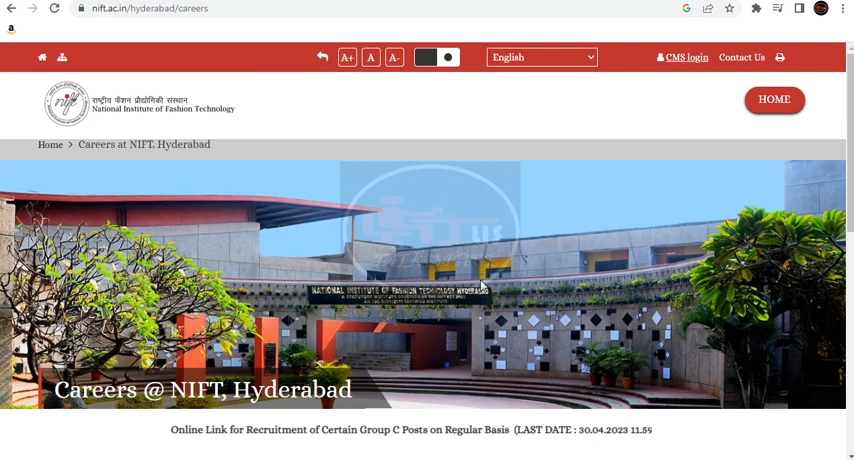 nift.ac.in/hyderabad/careers
A+ A A- English CMS login Contact Us
राष्ट्रीय फैशन प्रौद्योगिकी संस्थान
National Institute of Fashion Technology
HOME
Home > Careers at NIFT, Hyderabad
NATIONAL INSTITUTE OF FASHION TECHNOLOGY HYDERABAD
Careers @ NIFT, Hyderabad
Online Link for Recruitment of Certain Group C Posts on Regular Basis (LAST DATE : 30.04.2023 11.59